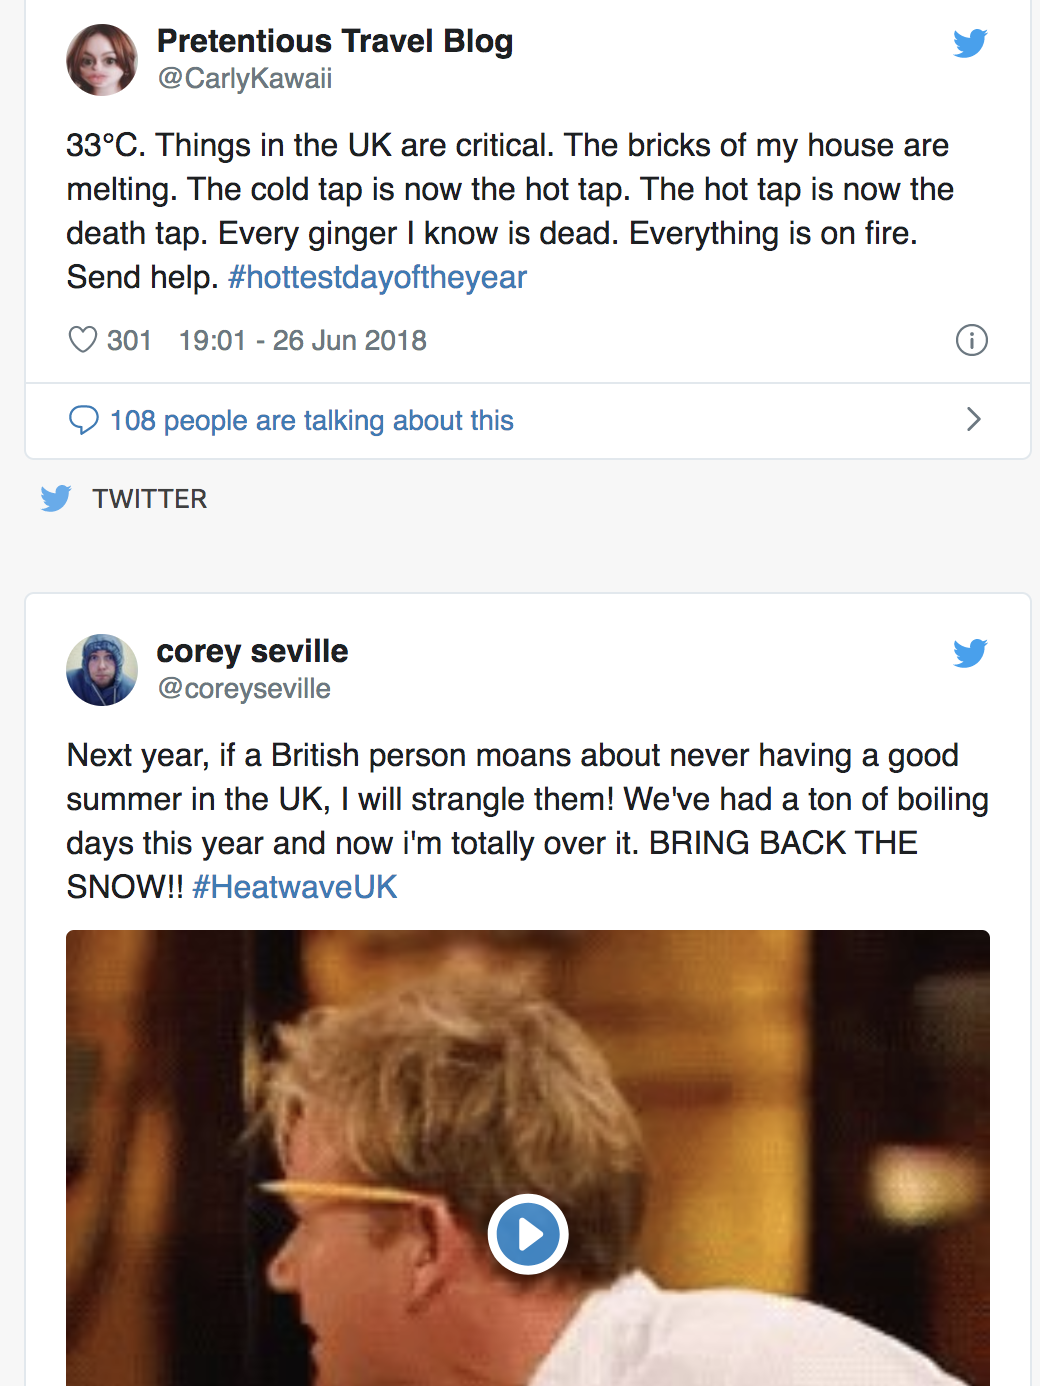 Pretentious Travel Blog
@CarlyKawaii
33°C. Things in the UK are critical. The bricks of my house are
melting. The cold tap is now the hot tap. The hot tap is now the
death tap. Every ginger I know is dead. Everything is on fire.
Send help. #hottestdayoftheyear
301 19:01 - 26 Jun 2018
108 people are talking about this
TWITTER
corey seville
@coreyseville
Next year, if a British person moans about never having a good
summer in the UK, I will strangle them! We've had a ton of boiling
days this year and now i'm totally over it. BRING BACK THE
SNOW!! #HeatwaveUK